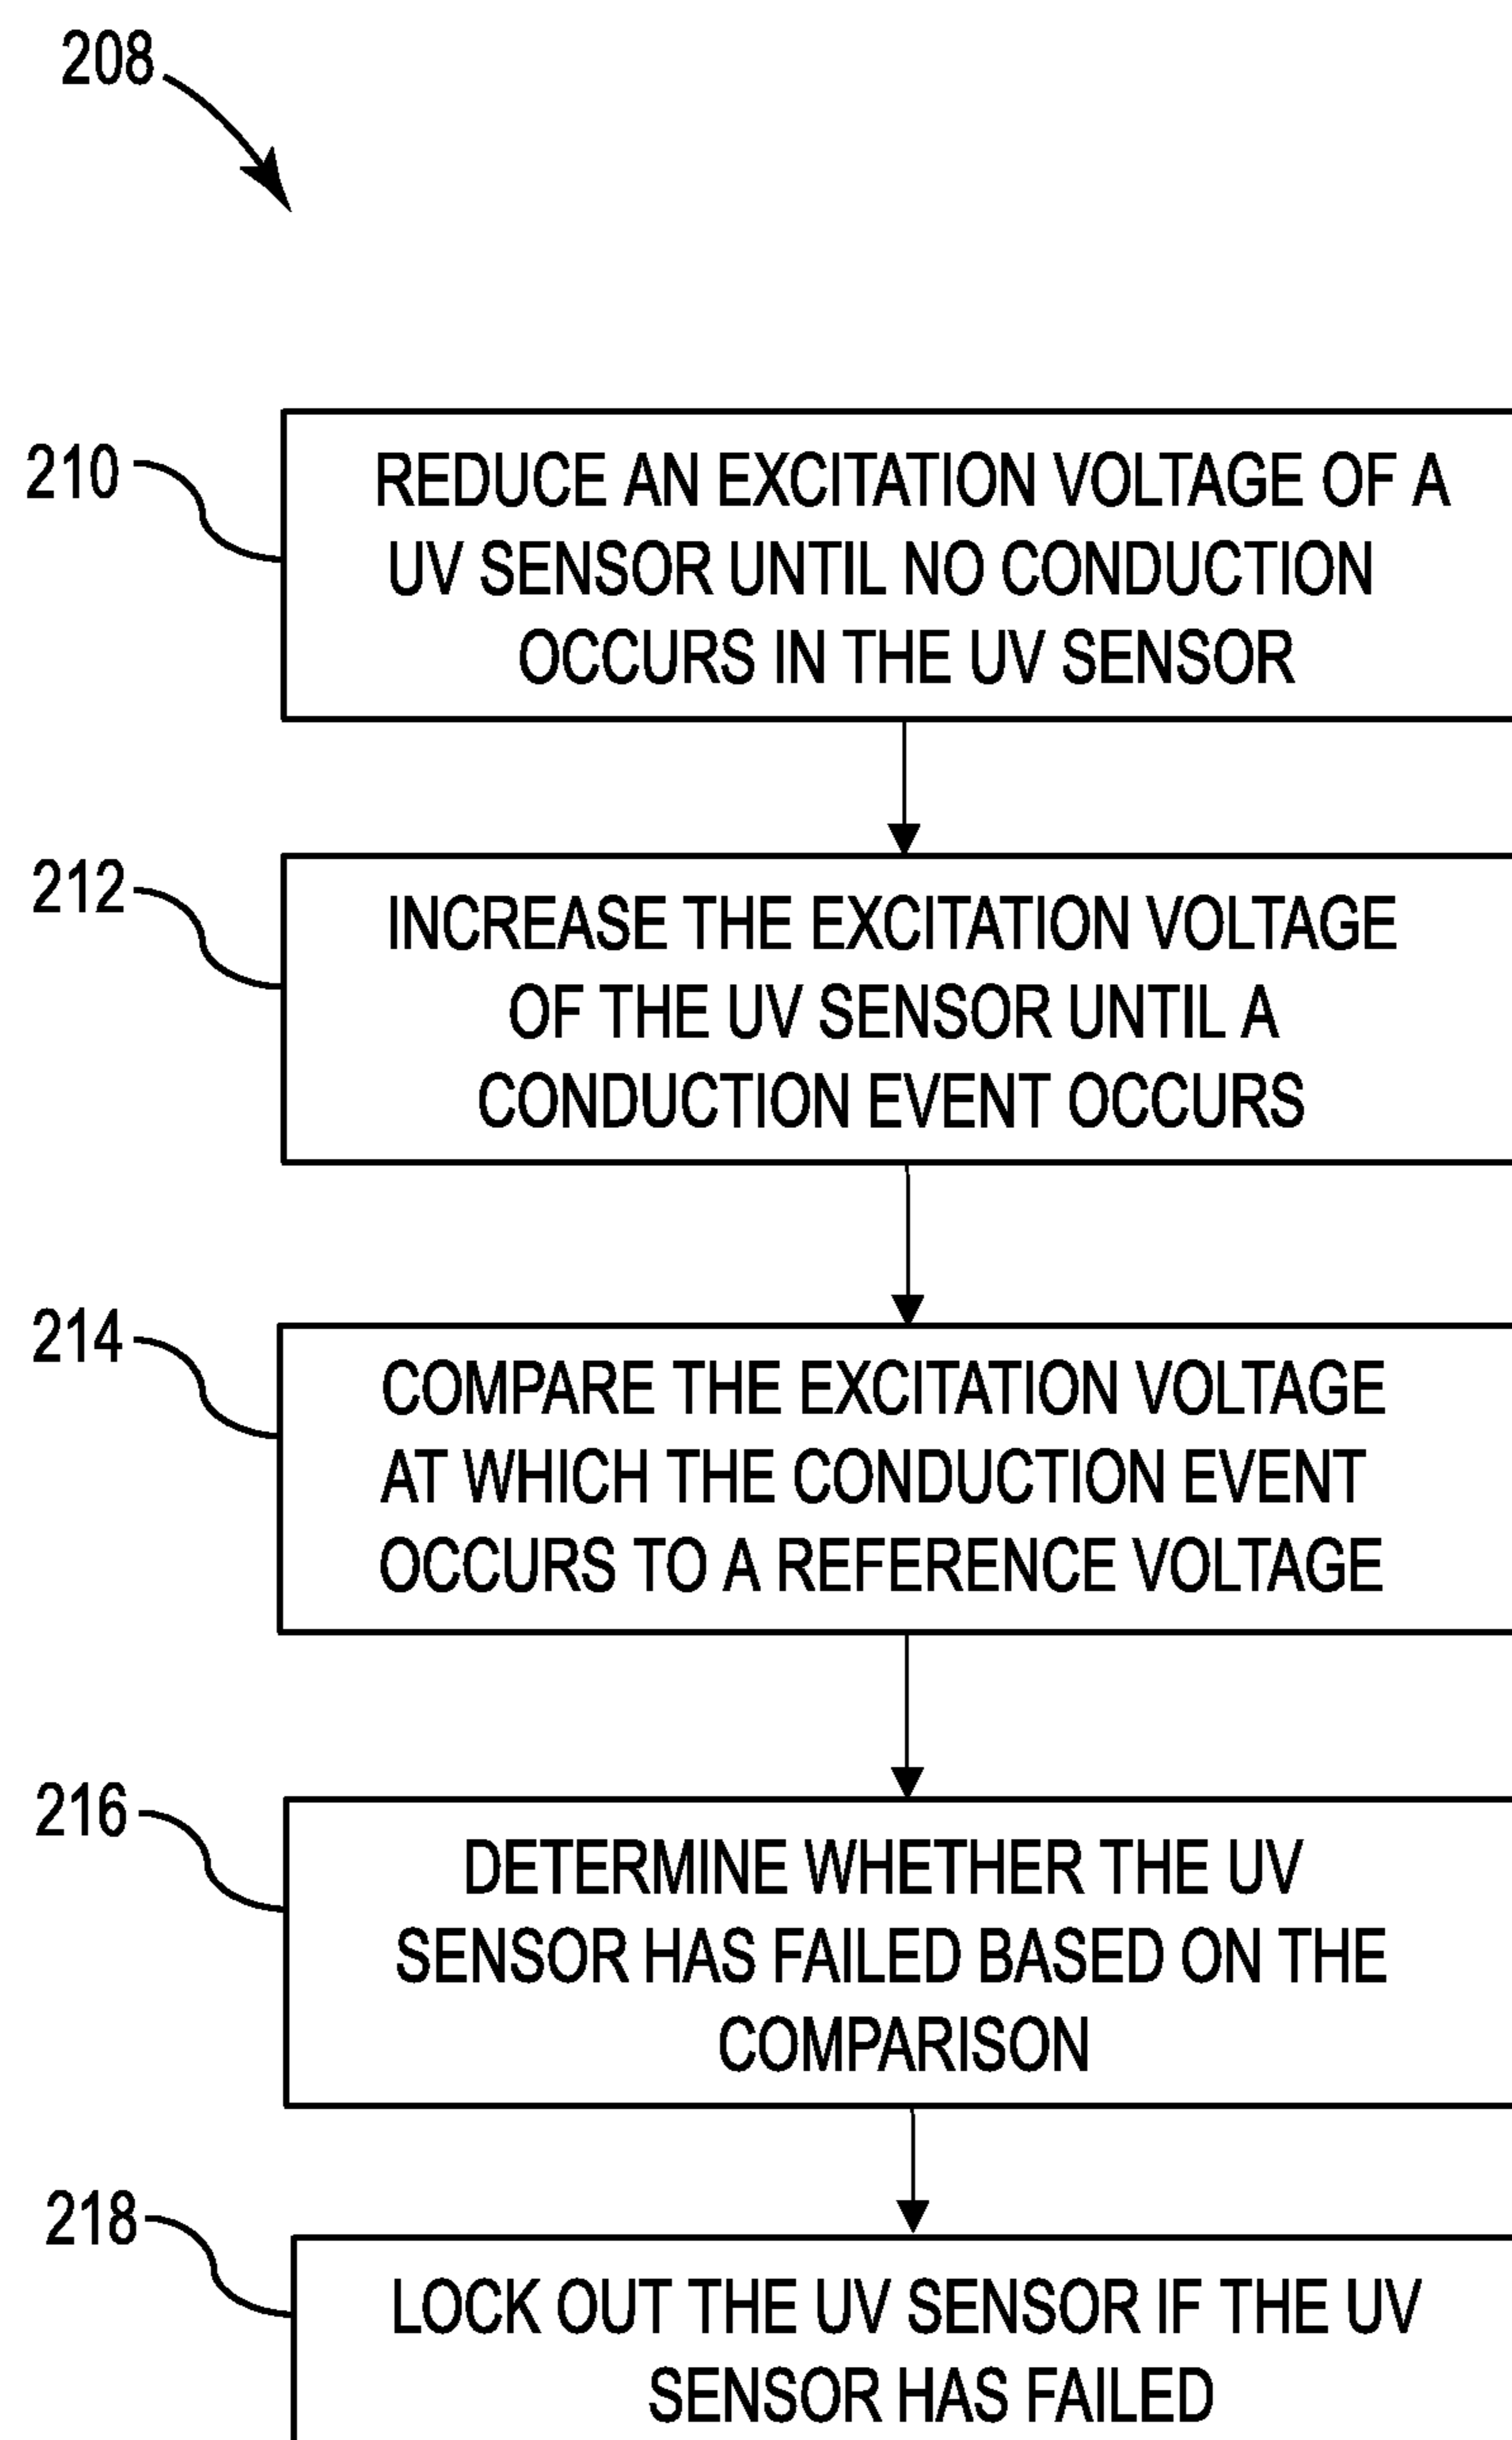 208
210
REDUCE AN EXCITATION VOLTAGE OF A
UV SENSOR UNTIL NO CONDUCTION
OCCURS IN THE UV SENSOR
212
INCREASE THE EXCITATION VOLTAGE
OF THE UV SENSOR UNTIL A
CONDUCTION EVENT OCCURS
214
COMPARE THE EXCITATION VOLTAGE
AT WHICH THE CONDUCTION EVENT
OCCURS TO A REFERENCE VOLTAGE
216
DETERMINE WHETHER THE UV
SENSOR HAS FAILED BASED ON THE
COMPARISON
218
LOCK OUT THE UV SENSOR IF THE UV
SENSOR HAS FAILED